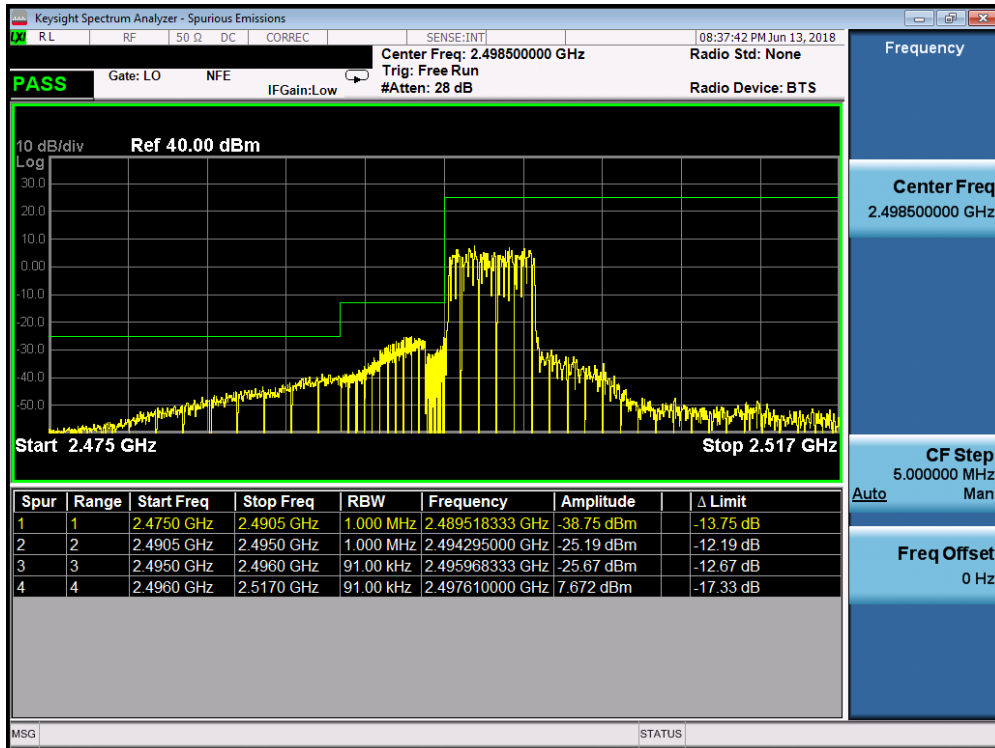 Keysight Spectrum Analyzer - Spurious Emissions
LXI RL RF 50 Ω DC CORREC SENSE:INT 08:37:42 PM Jun 13, 2018
Center Freq: 2.498500000 GHz Radio Std: None
PASS Gate: LO NFE Trig: Free Run
IFGain:Low #Atten: 28 dB Radio Device: BTS
10 dB/div Ref 40.00 dBm
Log
30.0
20.0
10.0
0.00
-10.0
-20.0
-30.0
-40.0
-50.0
Start 2.475 GHz Stop 2.517 GHz
Spur Range Start Freq Stop Freq RBW Frequency Amplitude Δ Limit
1 1 2.4750 GHz 2.4905 GHz 1.000 MHz 2.489518333 GHz -38.75 dBm -13.75 dB
2 2 2.4905 GHz 2.4950 GHz 1.000 MHz 2.494295000 GHz -25.19 dBm -12.19 dB
3 3 2.4950 GHz 2.4960 GHz 91.00 kHz 2.495968333 GHz -25.67 dBm -12.67 dB
4 4 2.4960 GHz 2.5170 GHz 91.00 kHz 2.497610000 GHz 7.672 dBm -17.33 dB
MSG STATUS
Frequency
Center Freq
2.498500000 GHz
CF Step
5.000000 MHz
Auto Man
Freq Offset
0 Hz